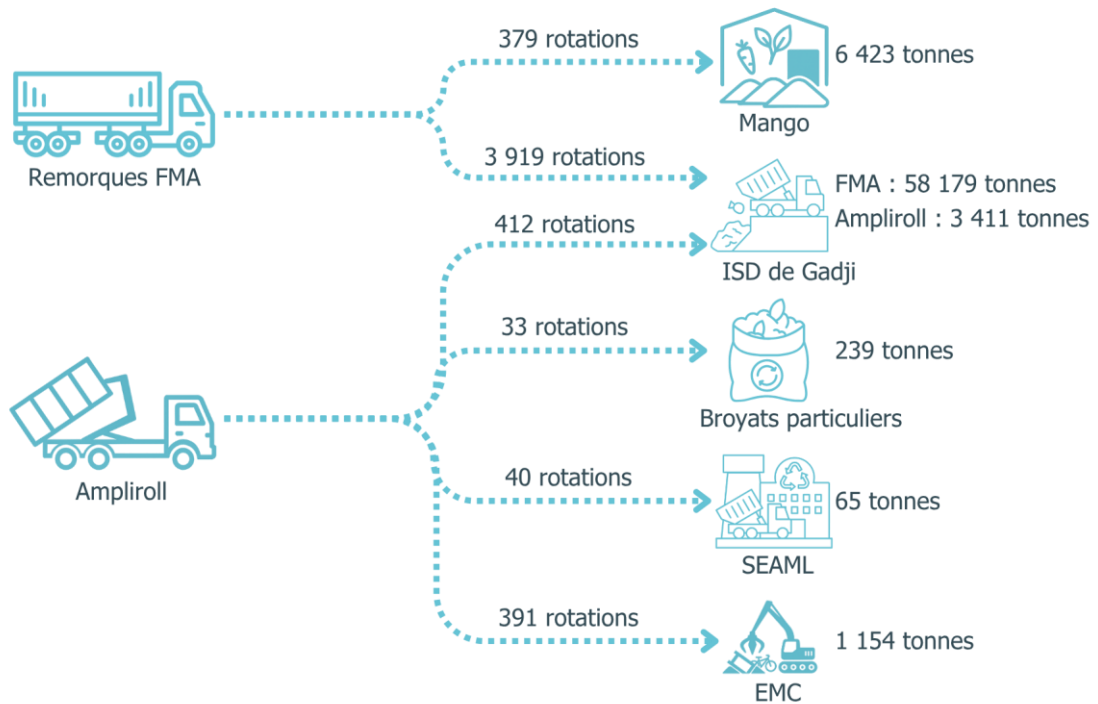 379 rotations
6 423 tonnes
Mango
Remorques FMA
3 919 rotations
FMA : 58 179 tonnes
Ampliroll : 3 411 tonnes
412 rotations
ISD de Gadji
33 rotations
239 tonnes
Broyats particuliers
Ampliroll
40 rotations
65 tonnes
SEAML
391 rotations
1 154 tonnes
EMC